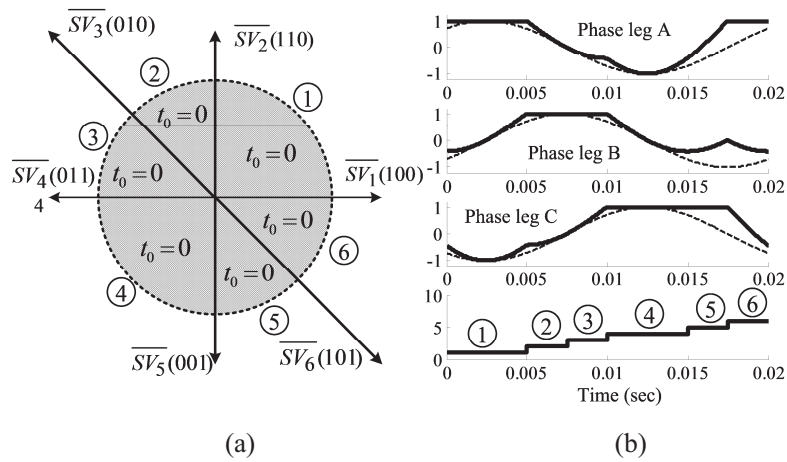 SV3(010)
SV2(110)
2
1
t0=0
3
t0=0
t0=0
SV4(011)
4
SV1(100)
t0=0
t0=0
t0=0
6
4
5
SV5(001)
SV6(101)
(a)
1
0
-1
Phase leg A
0 0.005 0.01 0.015 0.02
1
0
-1
Phase leg B
0 0.005 0.01 0.015 0.02
1
0
-1
Phase leg C
0 0.005 0.01 0.015 0.02
10
5
0
1 2 3 4 5 6
0 0.005 0.01 0.015 0.02
Time (sec)
(b)